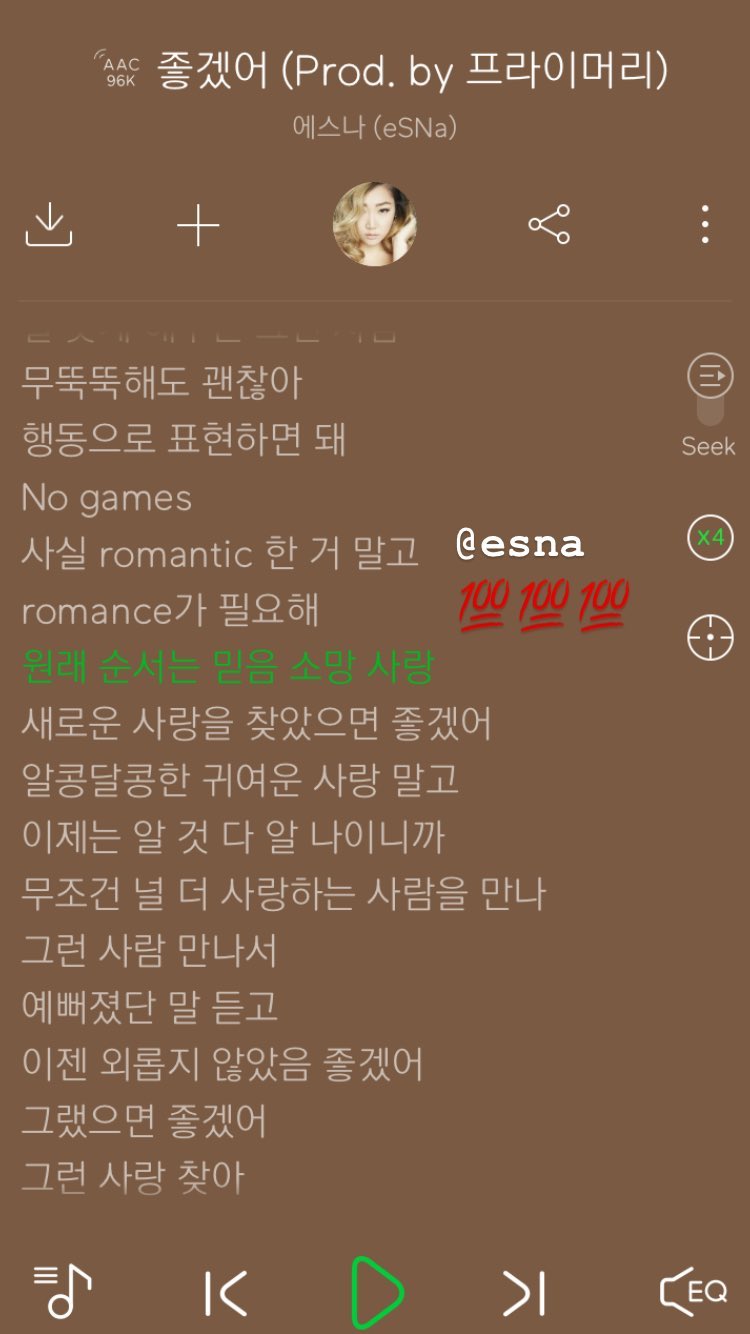 AAC
96K
좋겠어 (Prod. by 프라이머리)
에스나 (eSNa)
무뚝뚝해도 괜찮아
행동으로 표현하면 돼
Seek
No games
사실 romantic 한 거 말고
@esna
x4
romance가 필요해
💯 💯 💯
원래 순서는 믿음 소망 사랑
새로운 사랑을 찾았으면 좋겠어
알콩달콩한 귀여운 사랑 말고
이제는 알 것 다 알 나이니까
무조건 널 더 사랑하는 사람을 만나
그런 사람 만나서
예뻐졌단 말 듣고
이젠 외롭지 않았음 좋겠어
그랬으면 좋겠어
그런 사랑 찾아
EQ